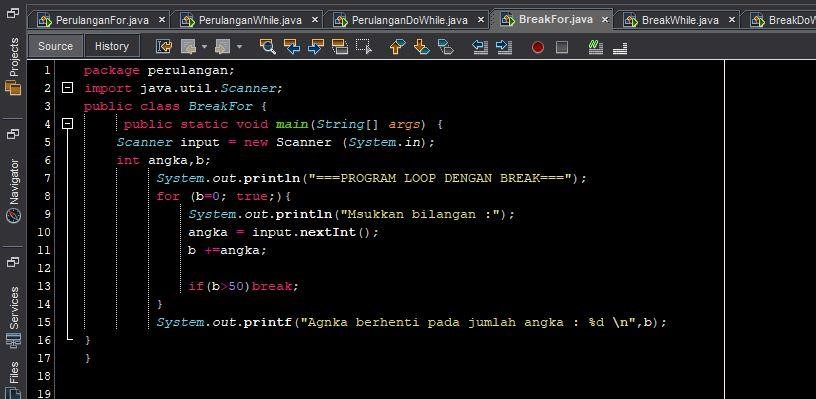 PerulanganFor.java × PerulanganWhile.java × PerulanganDoWhile.java × BreakFor.java × BreakWhile.java × BreakDoW
Source History
Projects
Navigator
Services
Files
1 package perulangan;
2 import java.util.Scanner;
3 public class BreakFor {
4 public static void main(String[] args) {
5 Scanner input = new Scanner (System.in);
6 int angka,b;
7 System.out.println("===PROGRAM LOOP DENGAN BREAK===");
8 for (b=0; true;){
9 System.out.println("Msukkan bilangan :");
10 angka = input.nextInt();
11 b +=angka;
12
13 if(b>50)break;
14 }
15 System.out.printf("Agnka berhenti pada jumlah angka : %d \n",b);
16 }
17 }
18
19